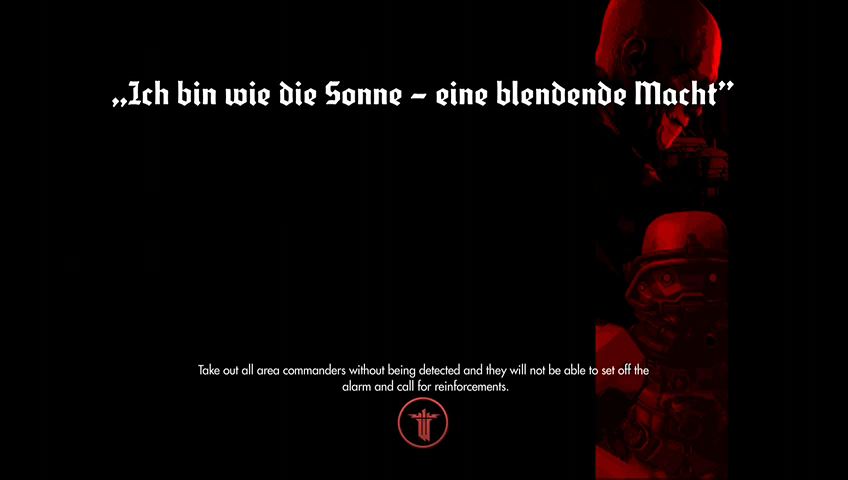 „Ich bin wie die Sonne – eine blendende Macht”
Take out all area commanders without being detected and they will not be able to set off the
alarm and call for reinforcements.